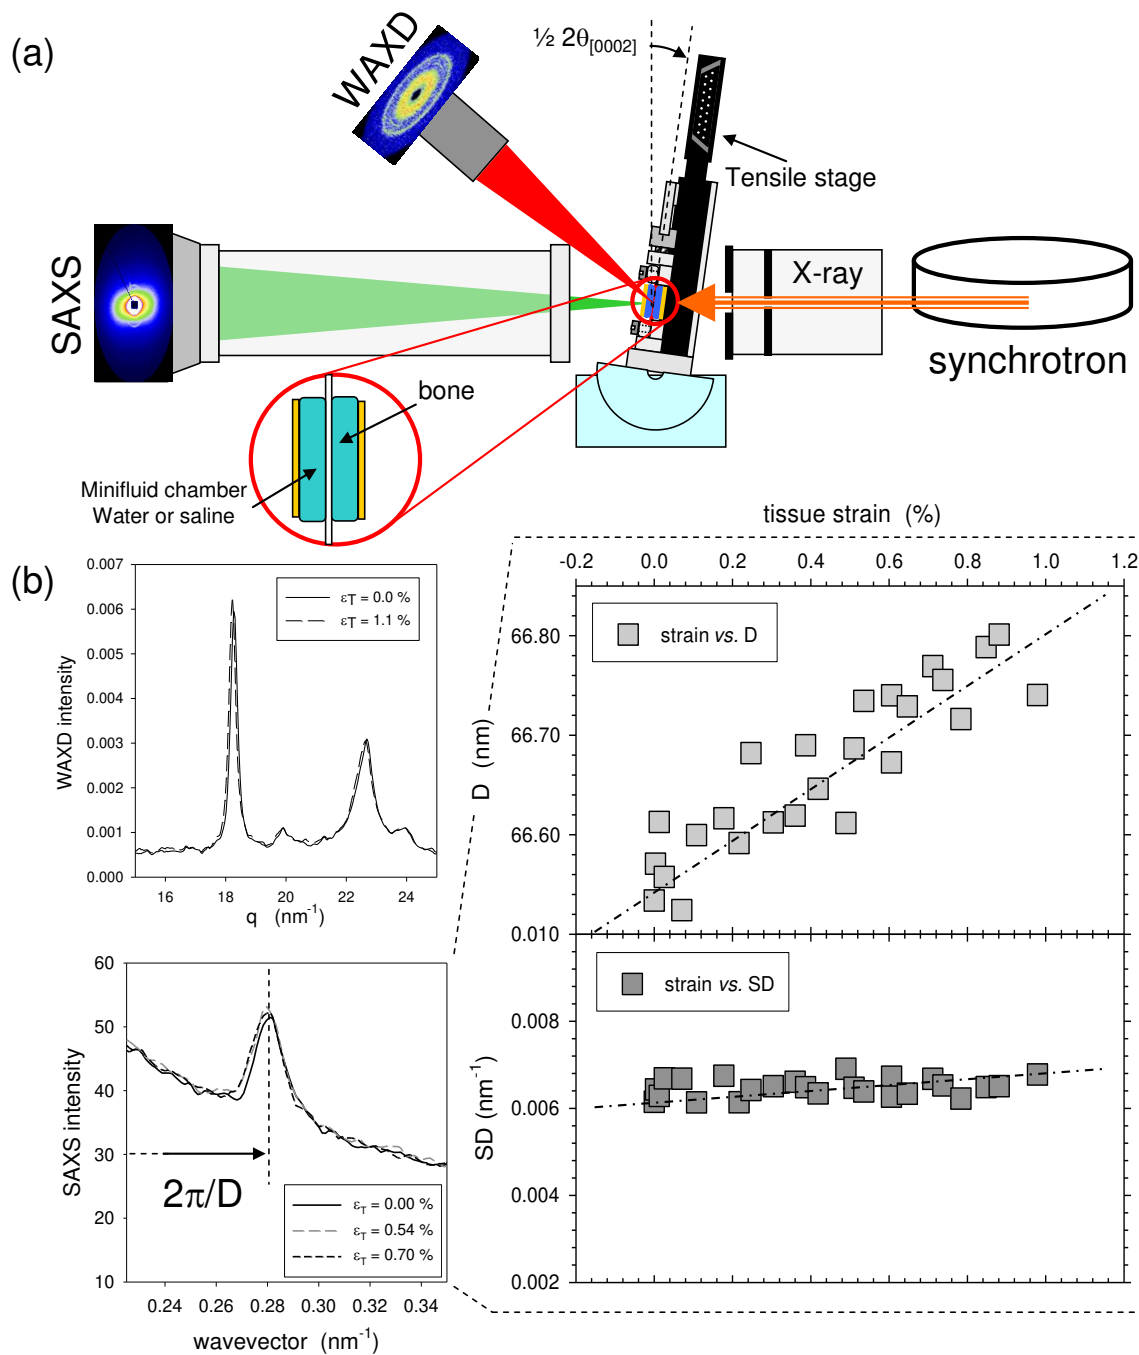 (a)
½ 2θ[0002]
WAXD
Tensile stage
SAXS
X-ray
synchrotron
bone
Minifluid chamber
Water or saline
(b)
tissue strain (%)
-0.2 0.0 0.2 0.4 0.6 0.8 1.0 1.2
0.007
0.006
0.005
0.004
0.003
0.002
0.001
0.000
WAXD intensity
εT = 0.0 %
εT = 1.1 %
16 18 20 22 24
q (nm-1)
strain vs. D
66.80
66.70
66.60
D (nm)
0.010
0.008
0.006
0.004
0.002
SD (nm-1)
strain vs. SD
60
50
40
30
20
10
SAXS intensity
2π/D
εT = 0.00 %
εT = 0.54 %
εT = 0.70 %
0.24 0.26 0.28 0.30 0.32 0.34
wavevector (nm-1)